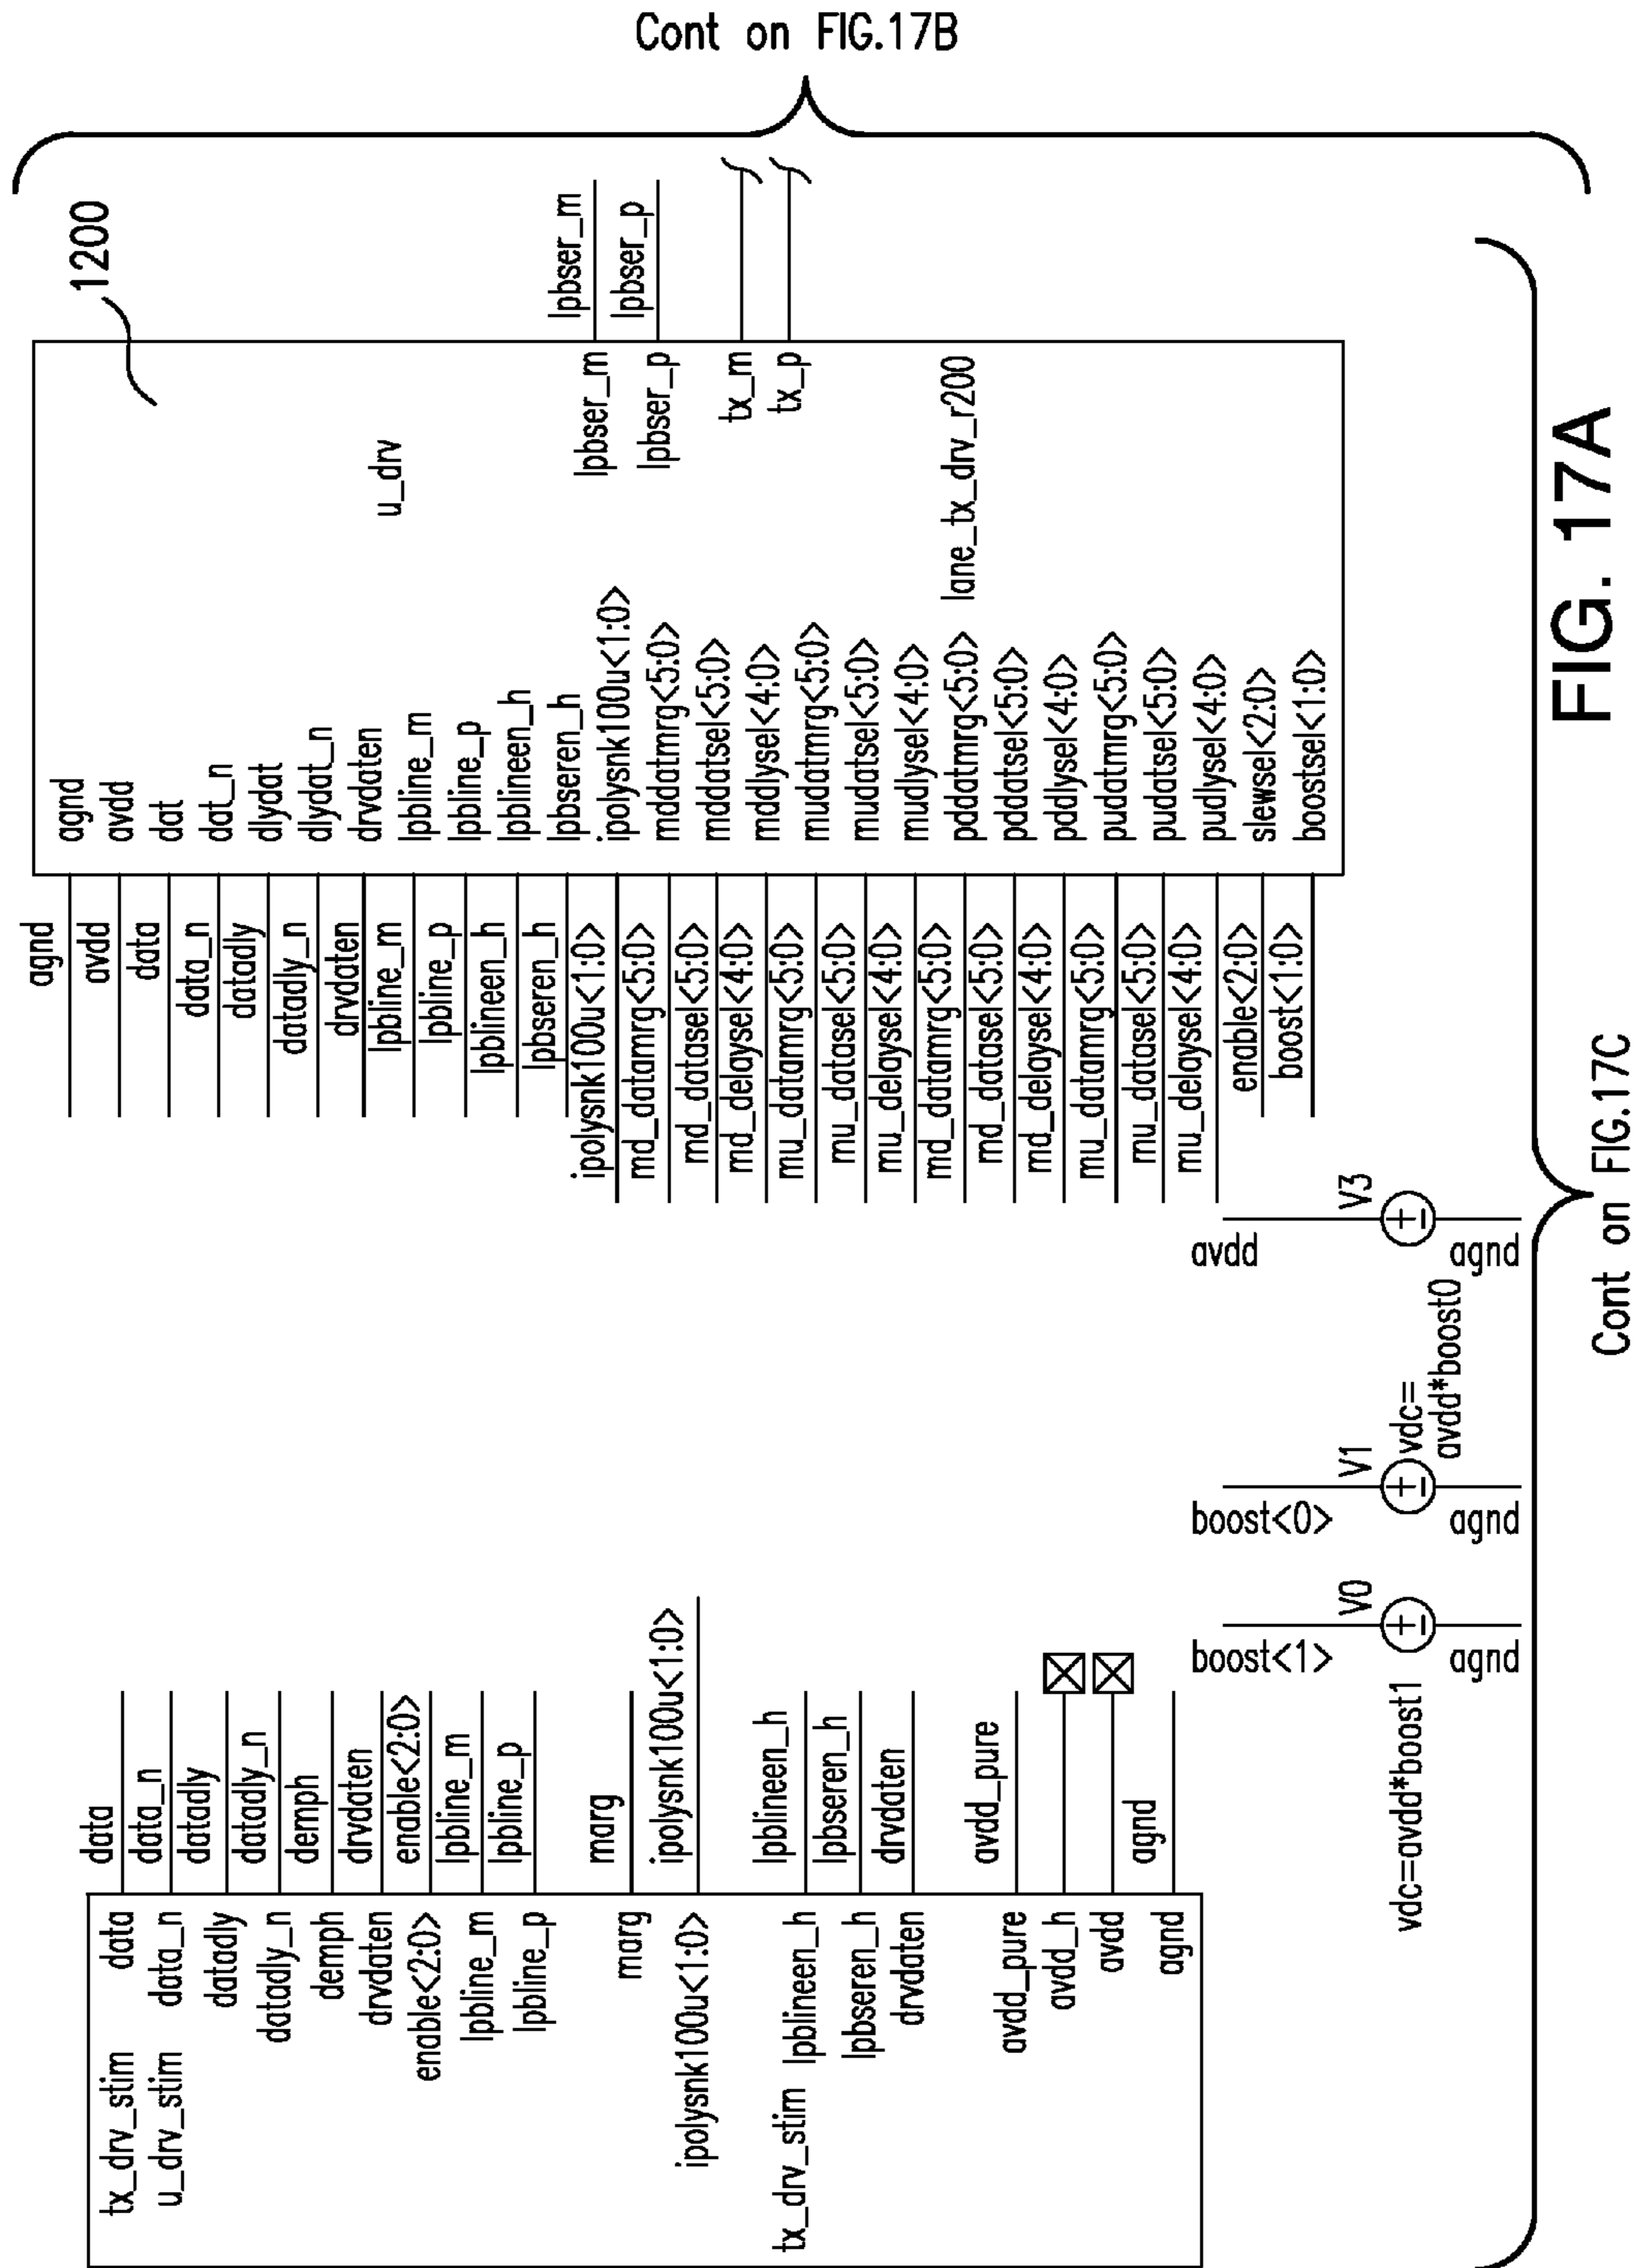 Cont on FIG.17B
1200
tx_drv_stim
u_drv_stim
data
data_n
datadly
datadly_n
demph
drvdaten
enable<2:0>
lpbline_m
lpbline_p
marg
ipolysnk100u<1:0>
tx_drv_stim
lpblineen_h
lpbseren_h
drvdaten
avdd_pure
avdd_h
avdd
agnd
data
data_n
datadly
datadly_n
demph
drvdaten
enable<2:0>
lpbline_m
lpbline_p
marg
ipolysnk100u<1:0>
lpblineen_h
lpbseren_h
drvdaten
avdd_pure
agnd
agnd
avdd
data
data_n
datadly
datadly_n
drvdaten
lpbline_m
lpbline_p
lpblineen_h
lpbseren_h
ipolysnk100u<1:0>
md_datamrg<5:0>
md_datasel<5:0>
md_delaysel<4:0>
mu_datamrg<5:0>
mu_datasel<5:0>
mu_delaysel<4:0>
md_datamrg<5:0>
md_datasel<5:0>
md_delaysel<4:0>
mu_datamrg<5:0>
mu_datasel<5:0>
mu_delaysel<4:0>
enable<2:0>
boost<1:0>
agnd
avdd
dat
dat_n
dlydat
dlydat_n
drvdaten
lpbline_m
lpbline_p
lpblineen_h
lpbseren_h
ipolysnk100u<1:0>
mddatmrg<5:0>
mddatsel<5:0>
mddlysel<4:0>
mudatmrg<5:0>
mudatsel<5:0>
mudlysel<4:0>
pddatmrg<5:0>
pddatsel<5:0>
pddlysel<4:0>
pudatmrg<5:0>
pudatsel<5:0>
pudlysel<4:0>
slewsel<2:0>
boostsel<1:0>
u_drv
lane_tx_drv_r200
lpbser_m
lpbser_p
tx_m
tx_p
lpbser_m
lpbser_p
boost<1>
V0
vdc=avdd*boost1
agnd
boost<0>
V1
vdc=
avdd*boost0
agnd
avdd
V3
agnd
Cont on FIG.17C
FIG. 17A